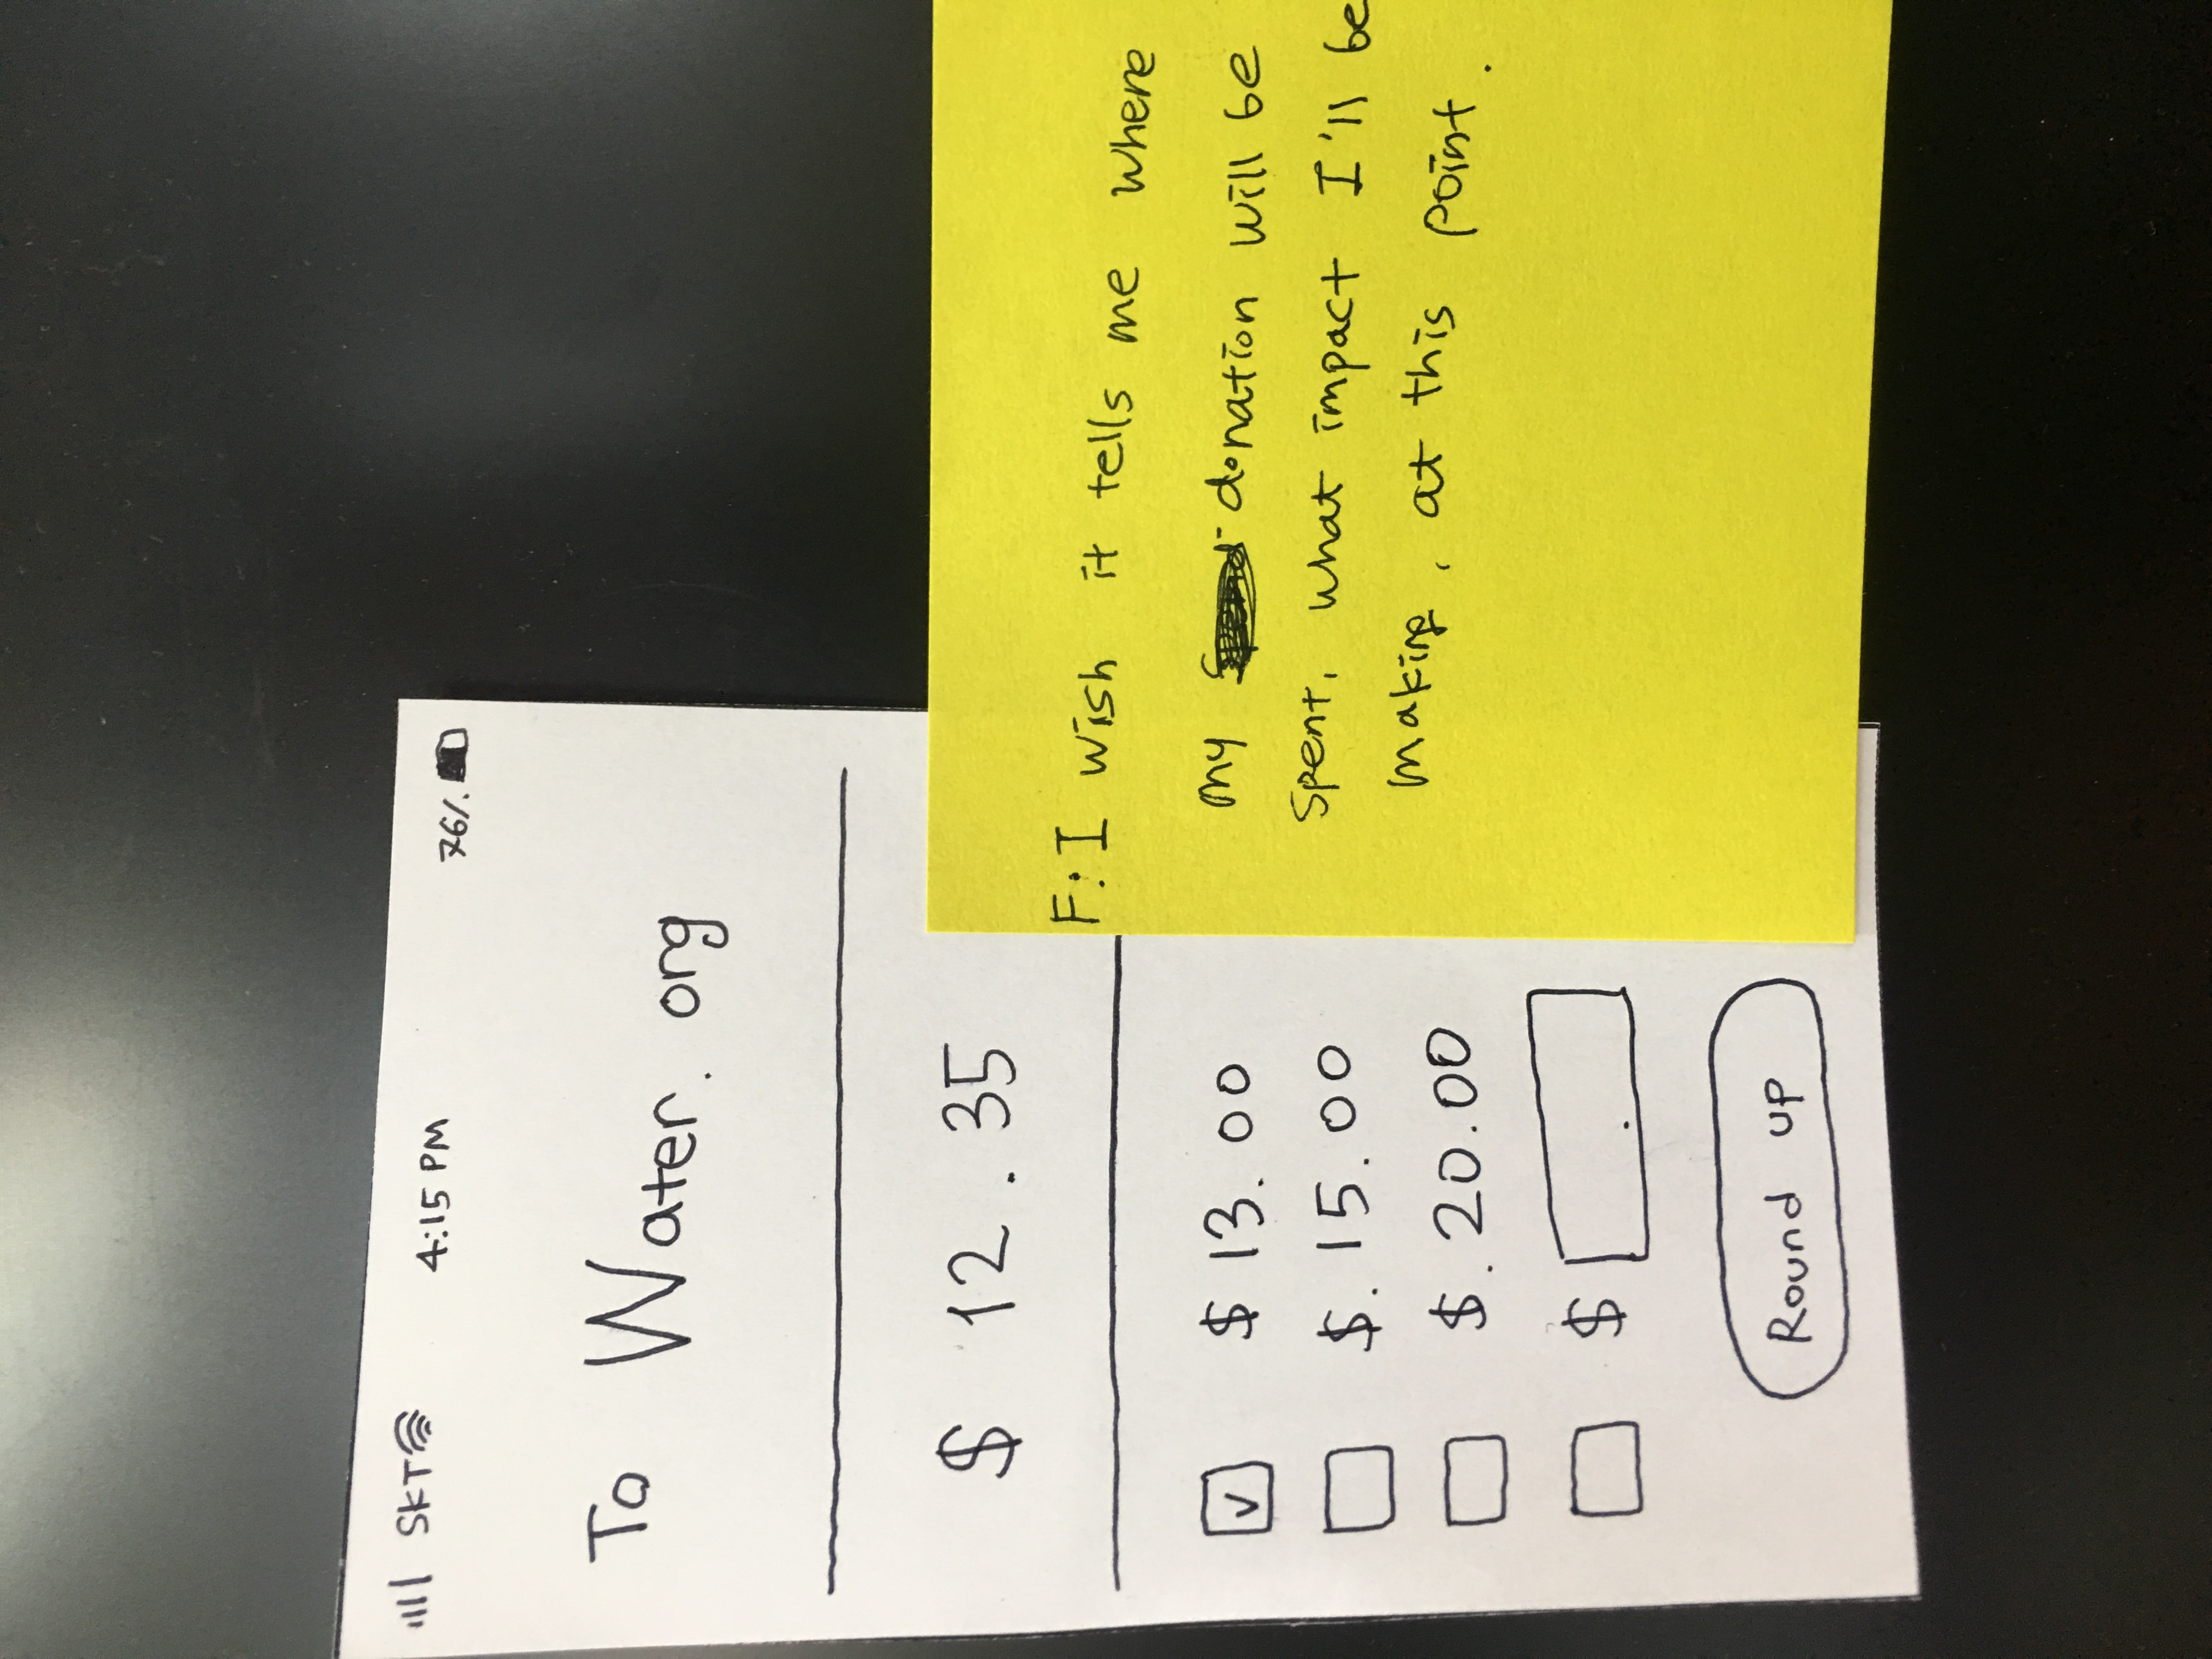 SKT 4:15 PM 76%
To Water.org
$ 12.35
$ 13.00
$. 15.00
$. 20.00
$ .
Round up
F: I wish it tells me where
my donation will be
spent, what impact I'll be
making, at this point.